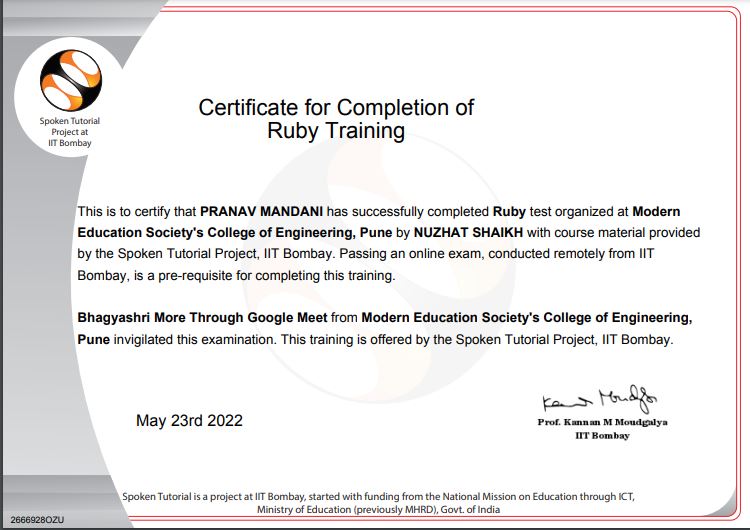 Spoken Tutorial
Project at
IIT Bombay
Certificate for Completion of
Ruby Training
This is to certify that PRANAV MANDANI has successfully completed Ruby test organized at Modern
Education Society's College of Engineering, Pune by NUZHAT SHAIKH with course material provided
by the Spoken Tutorial Project, IIT Bombay. Passing an online exam, conducted remotely from IIT
Bombay, is a pre-requisite for completing this training.
Bhagyashri More Through Google Meet from Modern Education Society's College of Engineering,
Pune invigilated this examination. This training is offered by the Spoken Tutorial Project, IIT Bombay.
May 23rd 2022
Prof. Kannan M Moudgalya
IIT Bombay
Spoken Tutorial is a project at IIT Bombay, started with funding from the National Mission on Education through ICT,
Ministry of Education (previously MHRD), Govt. of India
2666928OZU